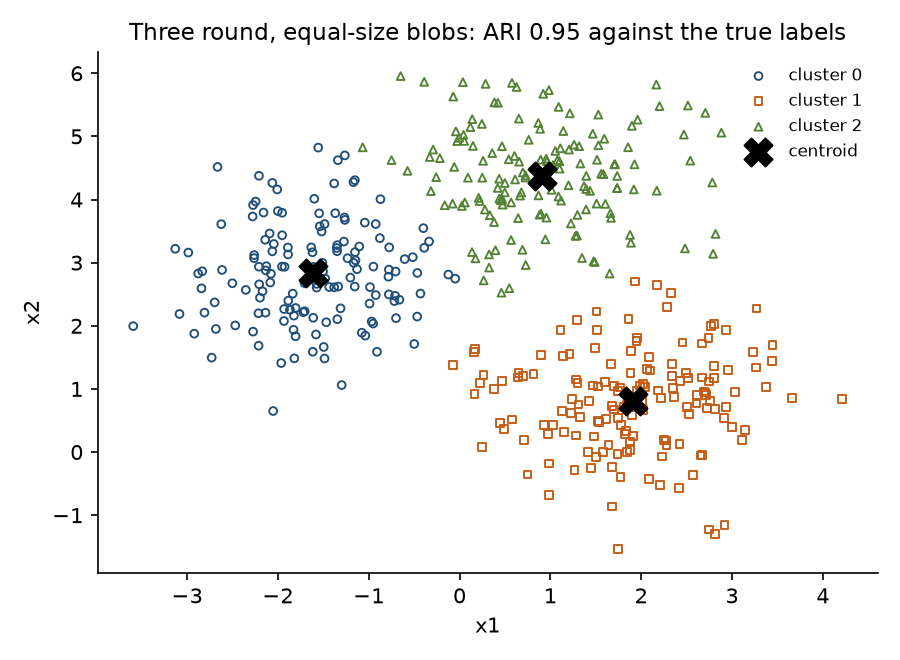 Three round, equal-size blobs: ARI 0.95 against the true labels
cluster 0
cluster 1
cluster 2
centroid
6
5
4
3
2
1
0
−1
x2
−3
−2
−1
0
1
2
3
4
x1